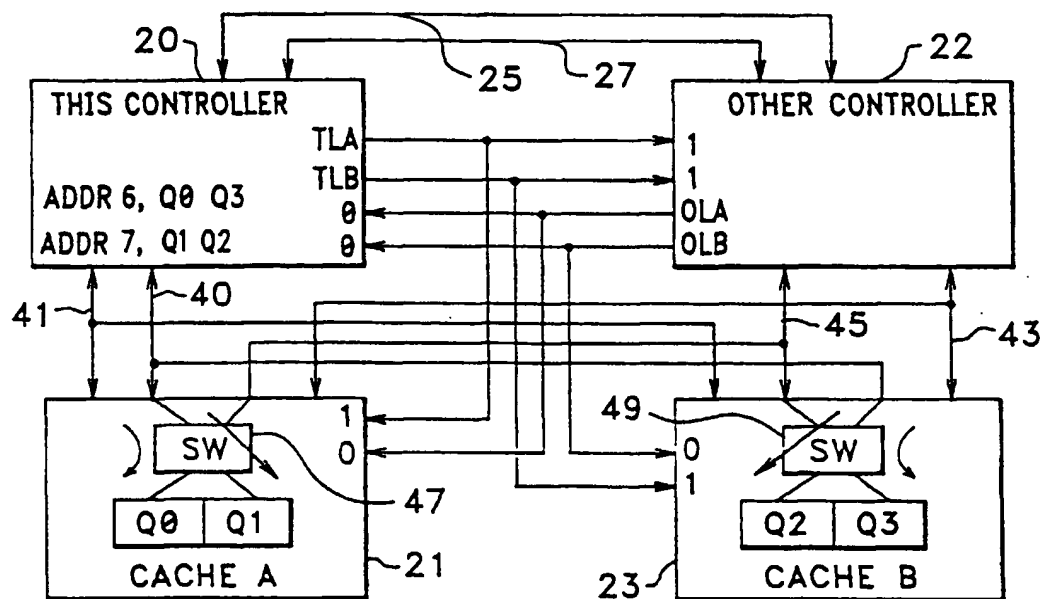 20
25
27
22
THIS CONTROLLER
OTHER CONTROLLER
TLA
1
TLB
1
ADDR 6, Q0 Q3
0
OLA
ADDR 7, Q1 Q2
0
OLB
41
40
45
43
1
0
SW
47
49
0
1
SW
Q0 Q1
Q2 Q3
CACHE A
21
23
CACHE B